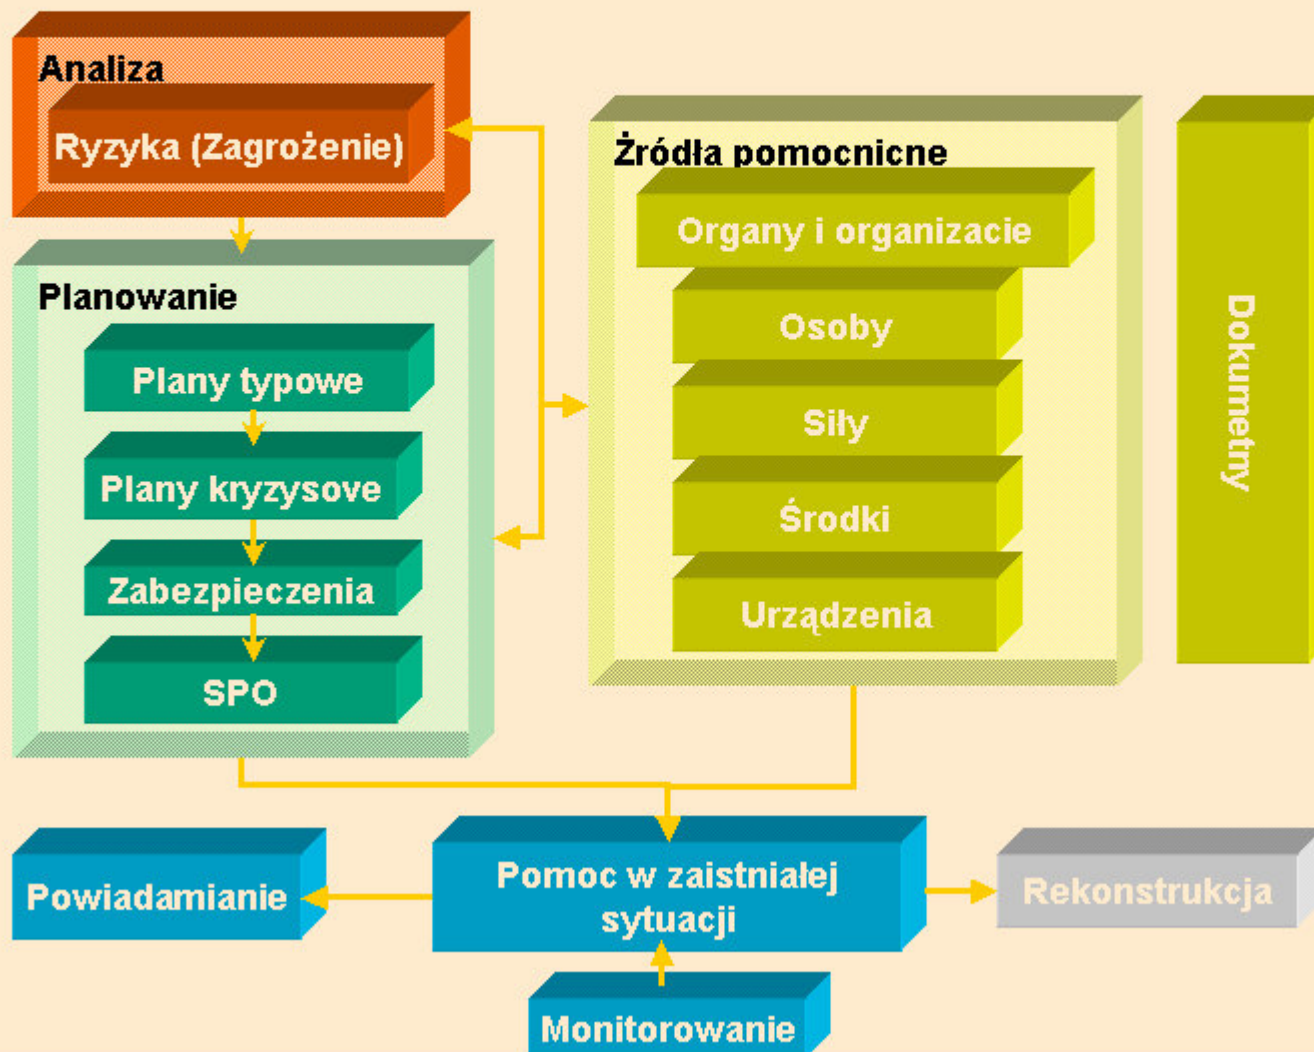 Analiza
Ryzyka (Zagrożenie)
Planowanie
Plany typowe
Plany kryzysove
Zabezpieczenia
SPO
Żródła pomocnicne
Organy i organizacie
Osoby
Siły
Środki
Urządzenia
Dokumetny
Powiadamianie
Pomoc w zaistniałej
sytuacji
Rekonstrukcja
Monitorowanie